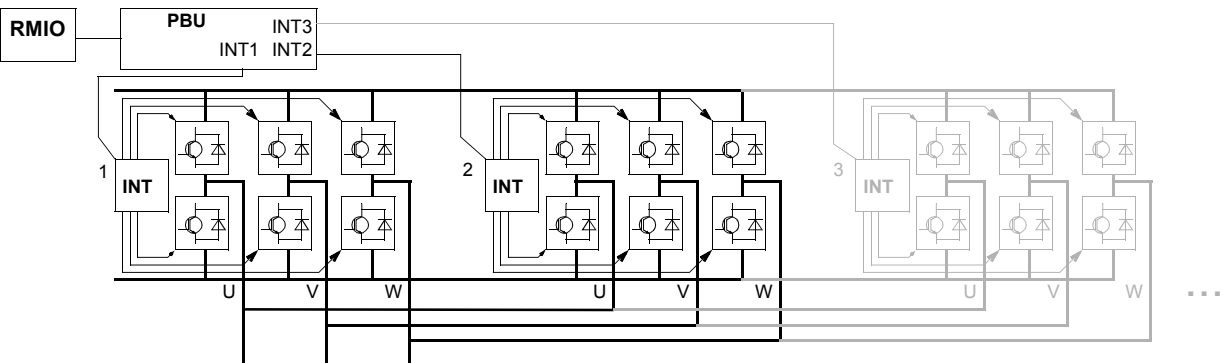 RMIO
PBU
INT3
INT1 INT2
1
INT
2
INT
3
INT
U V W
U V W
U V W
...